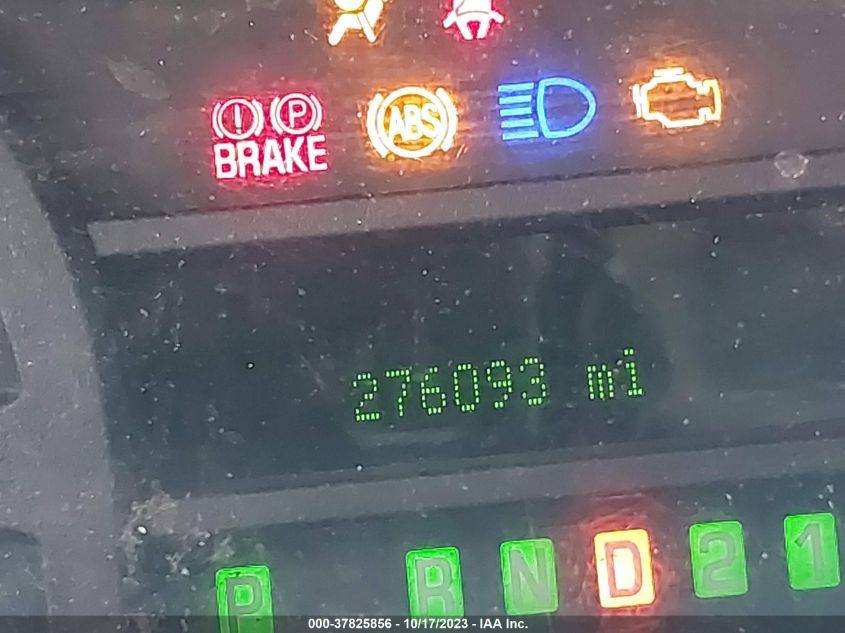 ! P ABS
BRAKE
276093 mi
P R N D 2 1
000-37825856 - 10/17/2023 - IAA Inc.